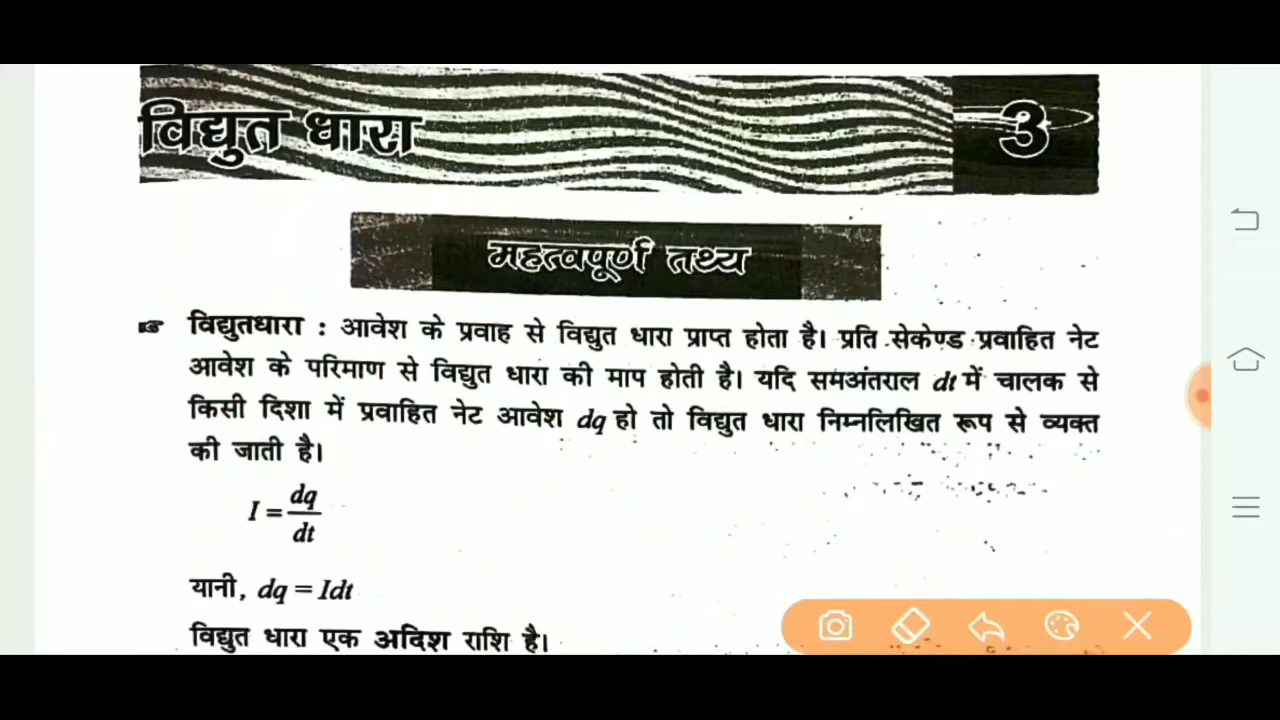 विद्युत धारा
3
महत्वपूर्ण तथ्य
विद्युतधारा : आवेश के प्रवाह से विद्युत धारा प्राप्त होता है। प्रति सेकेण्ड प्रवाहित नेट
आवेश के परिमाण से विद्युत धारा की माप होती है। यदि समअंतराल dt में चालक से
किसी दिशा में प्रवाहित नेट आवेश dq हो तो विद्युत धारा निम्नलिखित रूप से व्यक्त
की जाती है।
I = dq/dt
यानी, dq = Idt
विद्युत धारा एक अदिश राशि है।